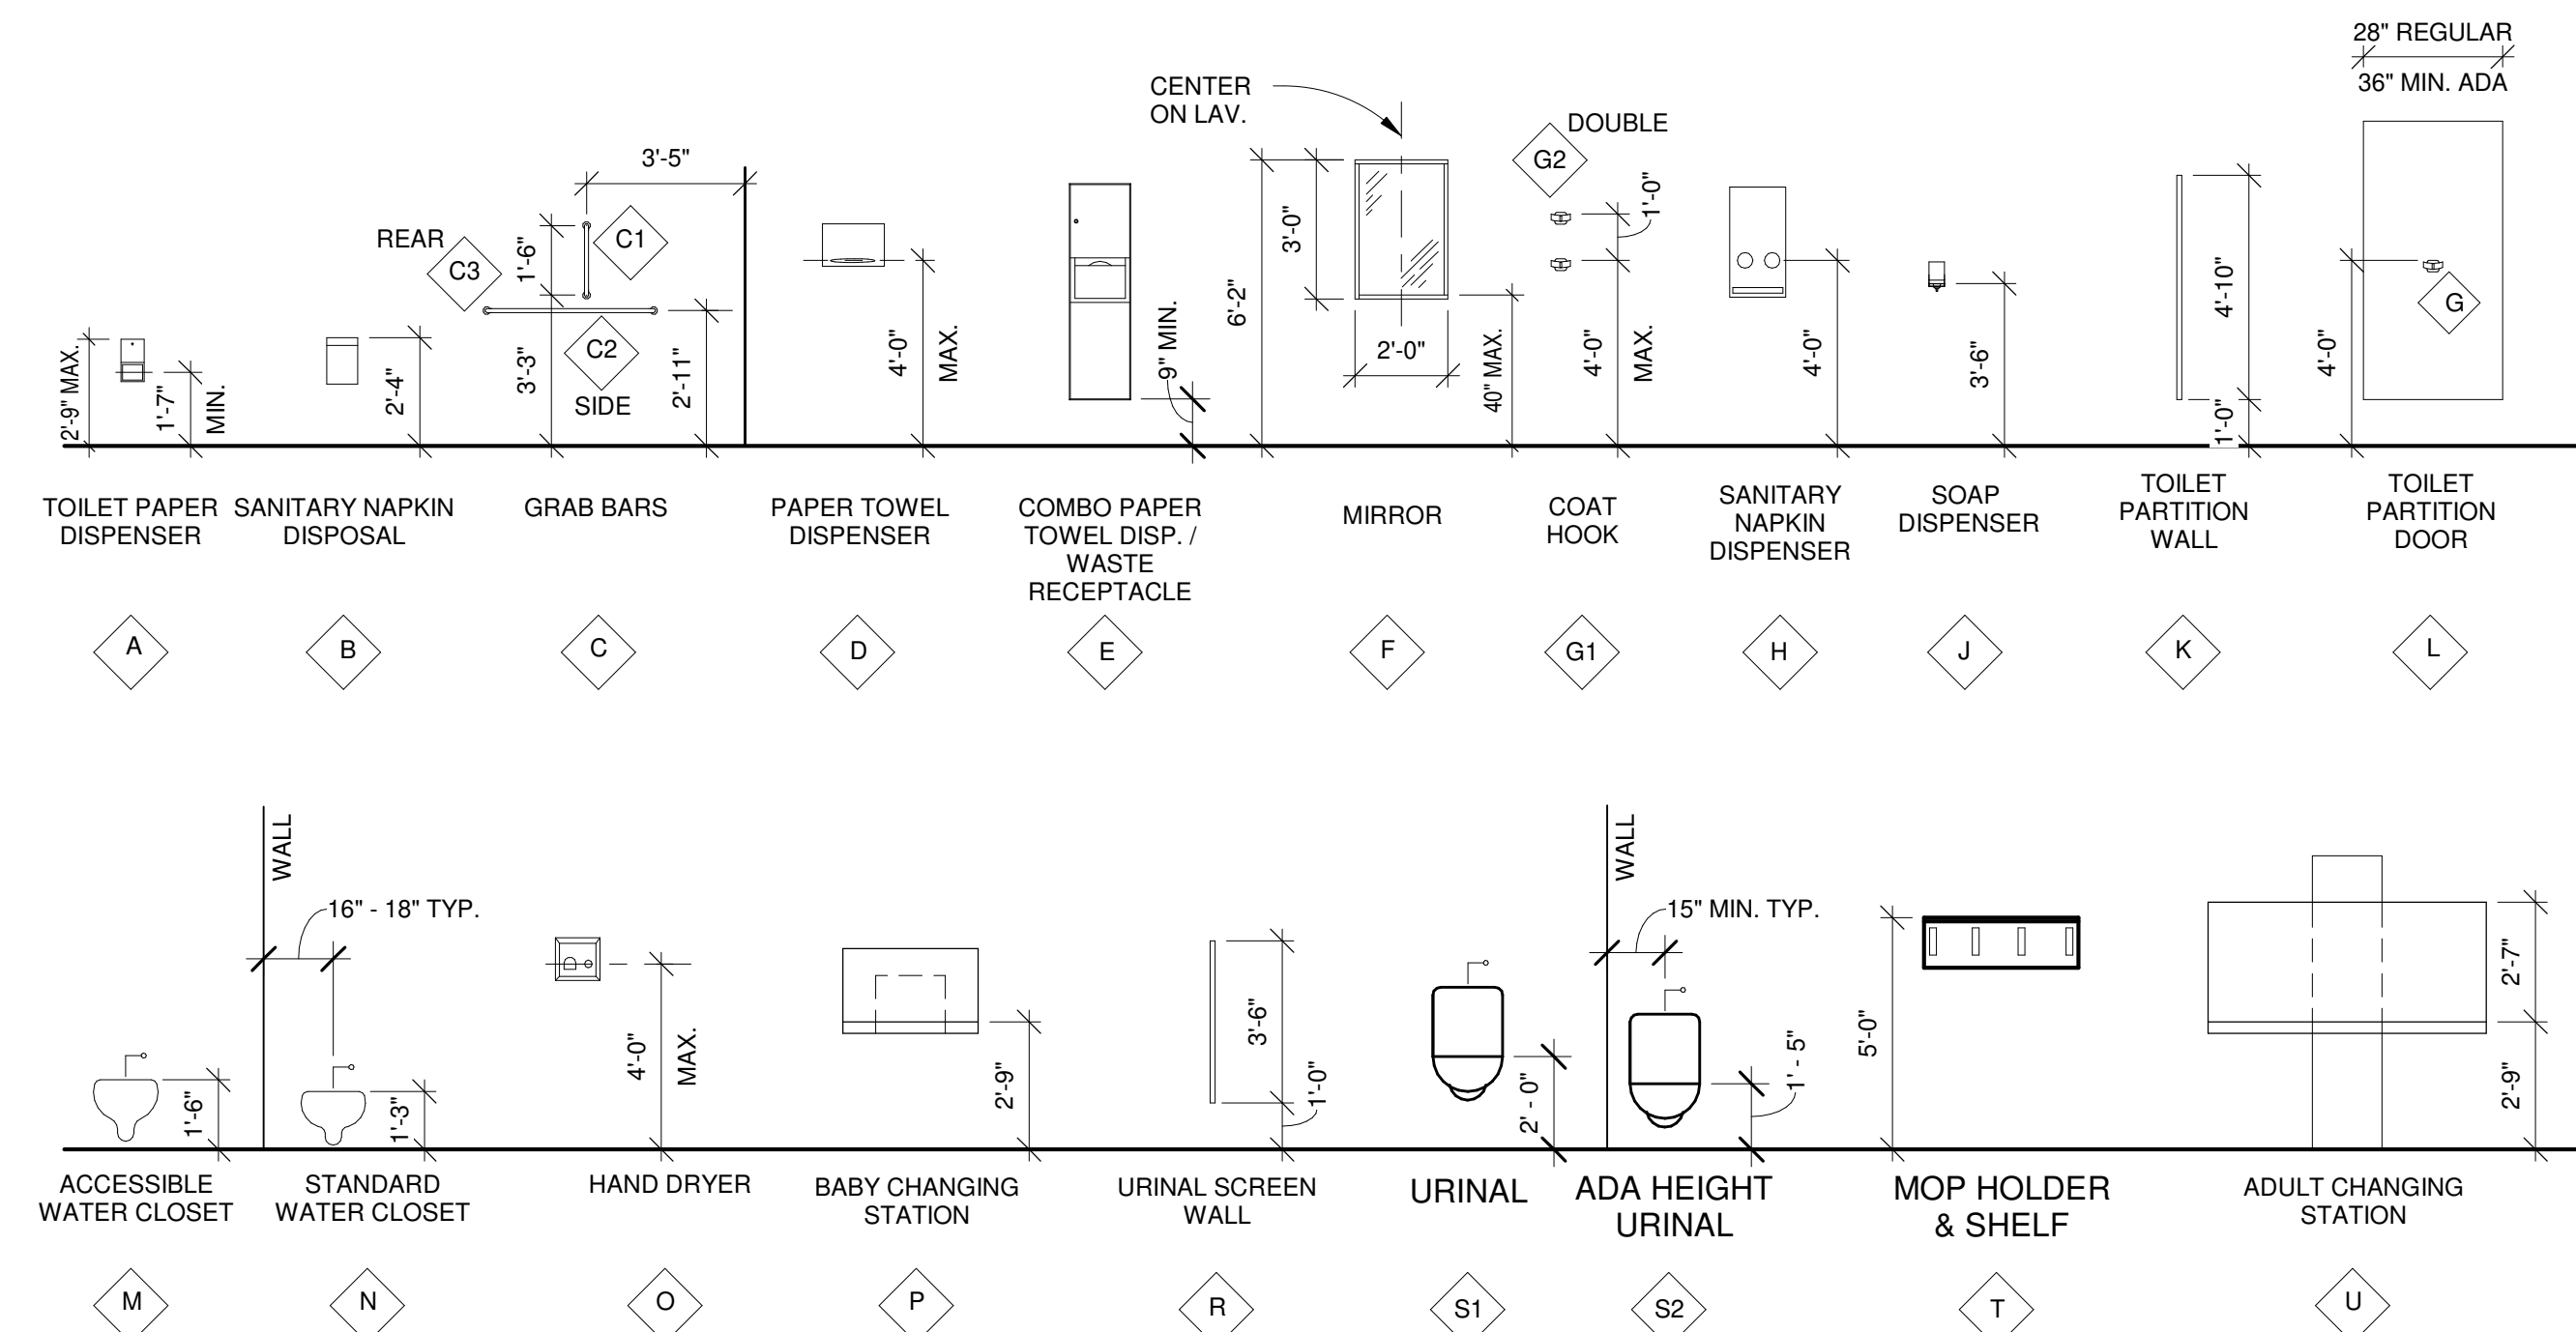 28" REGULAR
36" MIN. ADA
CENTER
ON LAV.
DOUBLE
G2
3'-5"
1'-0"
REAR
C3
1'-6"
C1
3'-0"
6'-2"
4'-10"
G
2'-9" MAX.
1'-7"
MIN.
2'-4"
3'-3"
C2
SIDE
2'-11"
4'-0"
MAX.
9" MIN.
2'-0"
40" MAX.
4'-0"
MAX.
4'-0"
3'-6"
1'-0"
4'-0"
TOILET PAPER
DISPENSER
SANITARY NAPKIN
DISPOSAL
GRAB BARS
PAPER TOWEL
DISPENSER
COMBO PAPER
TOWEL DISP. /
WASTE
RECEPTACLE
MIRROR
COAT
HOOK
SANITARY
NAPKIN
DISPENSER
SOAP
DISPENSER
TOILET
PARTITION
WALL
TOILET
PARTITION
DOOR
A
B
C
D
E
F
G1
H
J
K
L
WALL
16" - 18" TYP.
WALL
15" MIN. TYP.
1'-6"
1'-3"
4'-0"
MAX.
2'-9"
3'-6"
1'-0"
2' - 0"
1' - 5"
5'-0"
2'-7"
2'-9"
ACCESSIBLE
WATER CLOSET
STANDARD
WATER CLOSET
HAND DRYER
BABY CHANGING
STATION
URINAL SCREEN
WALL
URINAL
ADA HEIGHT
URINAL
MOP HOLDER
& SHELF
ADULT CHANGING
STATION
M
N
O
P
R
S1
S2
T
U